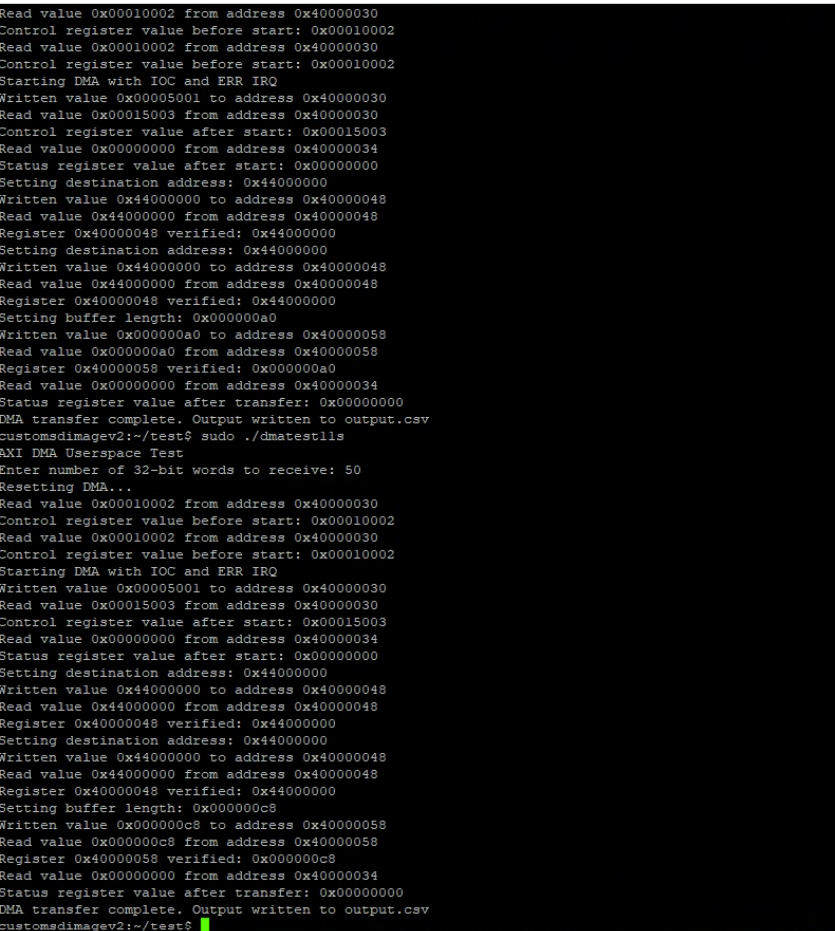 Read value 0x00010002 from address 0x40000030
Control register value before start: 0x00010002
Read value 0x00010002 from address 0x40000030
Control register value before start: 0x00010002
Starting DMA with IOC and ERR IRQ
Written value 0x00005001 to address 0x40000030
Read value 0x00015003 from address 0x40000030
Control register value after start: 0x00015003
Read value 0x00000000 from address 0x40000034
Status register value after start: 0x00000000
Setting destination address: 0x44000000
Written value 0x44000000 to address 0x40000048
Read value 0x44000000 from address 0x40000048
Register 0x40000048 verified: 0x44000000
Setting destination address: 0x44000000
Written value 0x44000000 to address 0x40000048
Read value 0x44000000 from address 0x40000048
Register 0x40000048 verified: 0x44000000
Setting buffer length: 0x000000a0
Written value 0x000000a0 to address 0x40000058
Read value 0x000000a0 from address 0x40000058
Register 0x40000058 verified: 0x000000a0
Read value 0x00000000 from address 0x40000034
Status register value after transfer: 0x00000000
DMA transfer complete. Output written to output.csv
customsdimagev2:~/test$ sudo ./dmatestlls
AXI DMA Userspace Test
Enter number of 32-bit words to receive: 50
Resetting DMA...
Read value 0x00010002 from address 0x40000030
Control register value before start: 0x00010002
Read value 0x00010002 from address 0x40000030
Control register value before start: 0x00010002
Starting DMA with IOC and ERR IRQ
Written value 0x00005001 to address 0x40000030
Read value 0x00015003 from address 0x40000030
Control register value after start: 0x00015003
Read value 0x00000000 from address 0x40000034
Status register value after start: 0x00000000
Setting destination address: 0x44000000
Written value 0x44000000 to address 0x40000048
Read value 0x44000000 from address 0x40000048
Register 0x40000048 verified: 0x44000000
Setting destination address: 0x44000000
Written value 0x44000000 to address 0x40000048
Read value 0x44000000 from address 0x40000048
Register 0x40000048 verified: 0x44000000
Setting buffer length: 0x000000c8
Written value 0x000000c8 to address 0x40000058
Read value 0x000000c8 from address 0x40000058
Register 0x40000058 verified: 0x000000c8
Read value 0x00000000 from address 0x40000034
Status register value after transfer: 0x00000000
DMA transfer complete. Output written to output.csv
customsdimagev2:~/test$